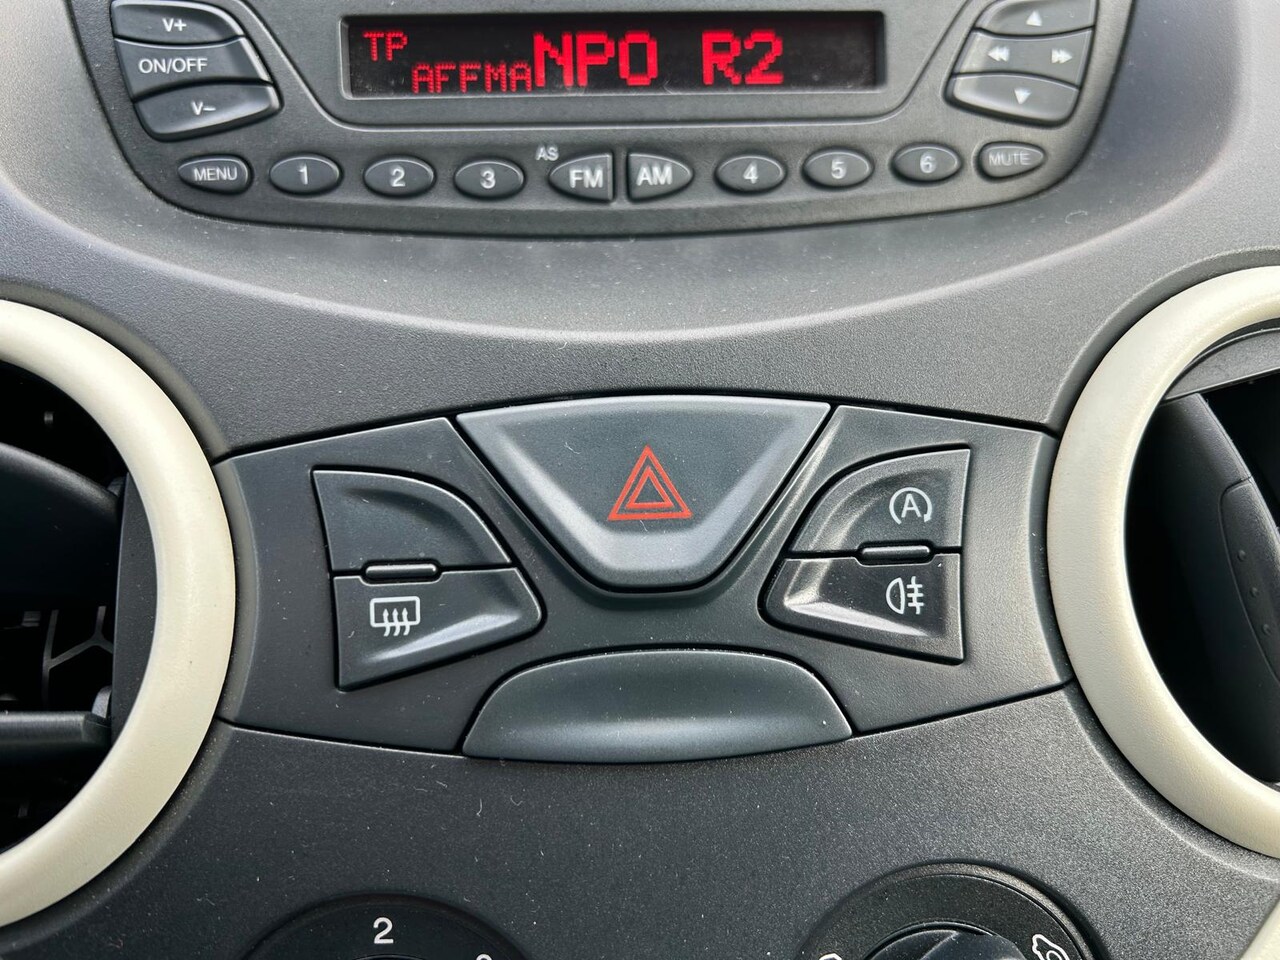 V+
ON/OFF
V–
TP
AFFMA NPO R2
MENU
1
2
3
AS
FM
AM
4
5
6
MUTE
A
2